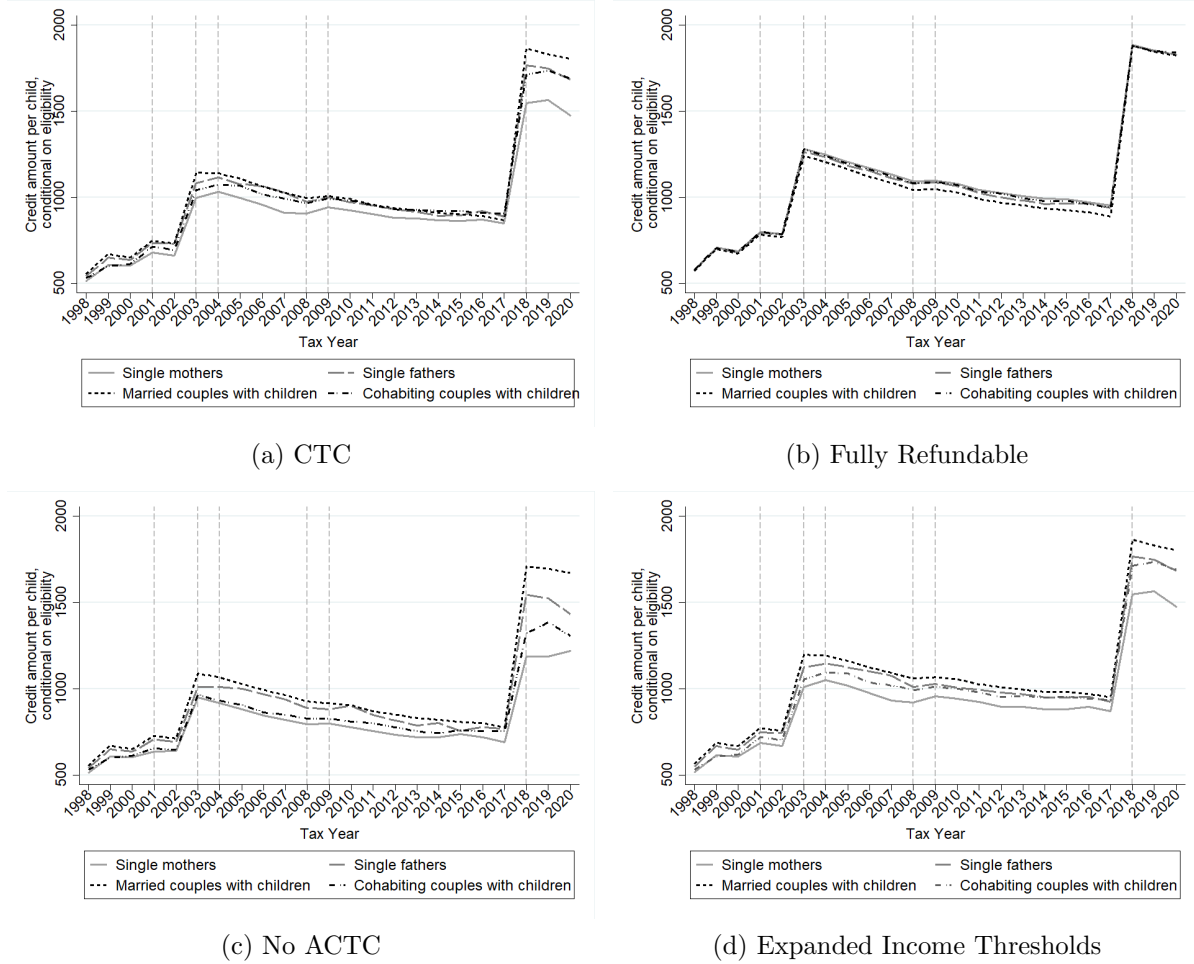 Credit amount per child,
conditional on eligibility
2000
1500
1000
500
1998 1999 2000 2001 2002 2003 2004 2005 2006 2007 2008 2009 2010 2011 2012 2013 2014 2015 2016 2017 2018 2019 2020
Tax Year
Single mothers Single fathers
Married couples with children Cohabiting couples with children
(a) CTC
Credit amount per child,
conditional on eligibility
2000
1500
1000
500
1998 1999 2000 2001 2002 2003 2004 2005 2006 2007 2008 2009 2010 2011 2012 2013 2014 2015 2016 2017 2018 2019 2020
Tax Year
Single mothers Single fathers
Married couples with children Cohabiting couples with children
(b) Fully Refundable
Credit amount per child,
conditional on eligibility
2000
1500
1000
500
1998 1999 2000 2001 2002 2003 2004 2005 2006 2007 2008 2009 2010 2011 2012 2013 2014 2015 2016 2017 2018 2019 2020
Tax Year
Single mothers Single fathers
Married couples with children Cohabiting couples with children
(c) No ACTC
Credit amount per child,
conditional on eligibility
2000
1500
1000
500
1998 1999 2000 2001 2002 2003 2004 2005 2006 2007 2008 2009 2010 2011 2012 2013 2014 2015 2016 2017 2018 2019 2020
Tax Year
Single mothers Single fathers
Married couples with children Cohabiting couples with children
(d) Expanded Income Thresholds